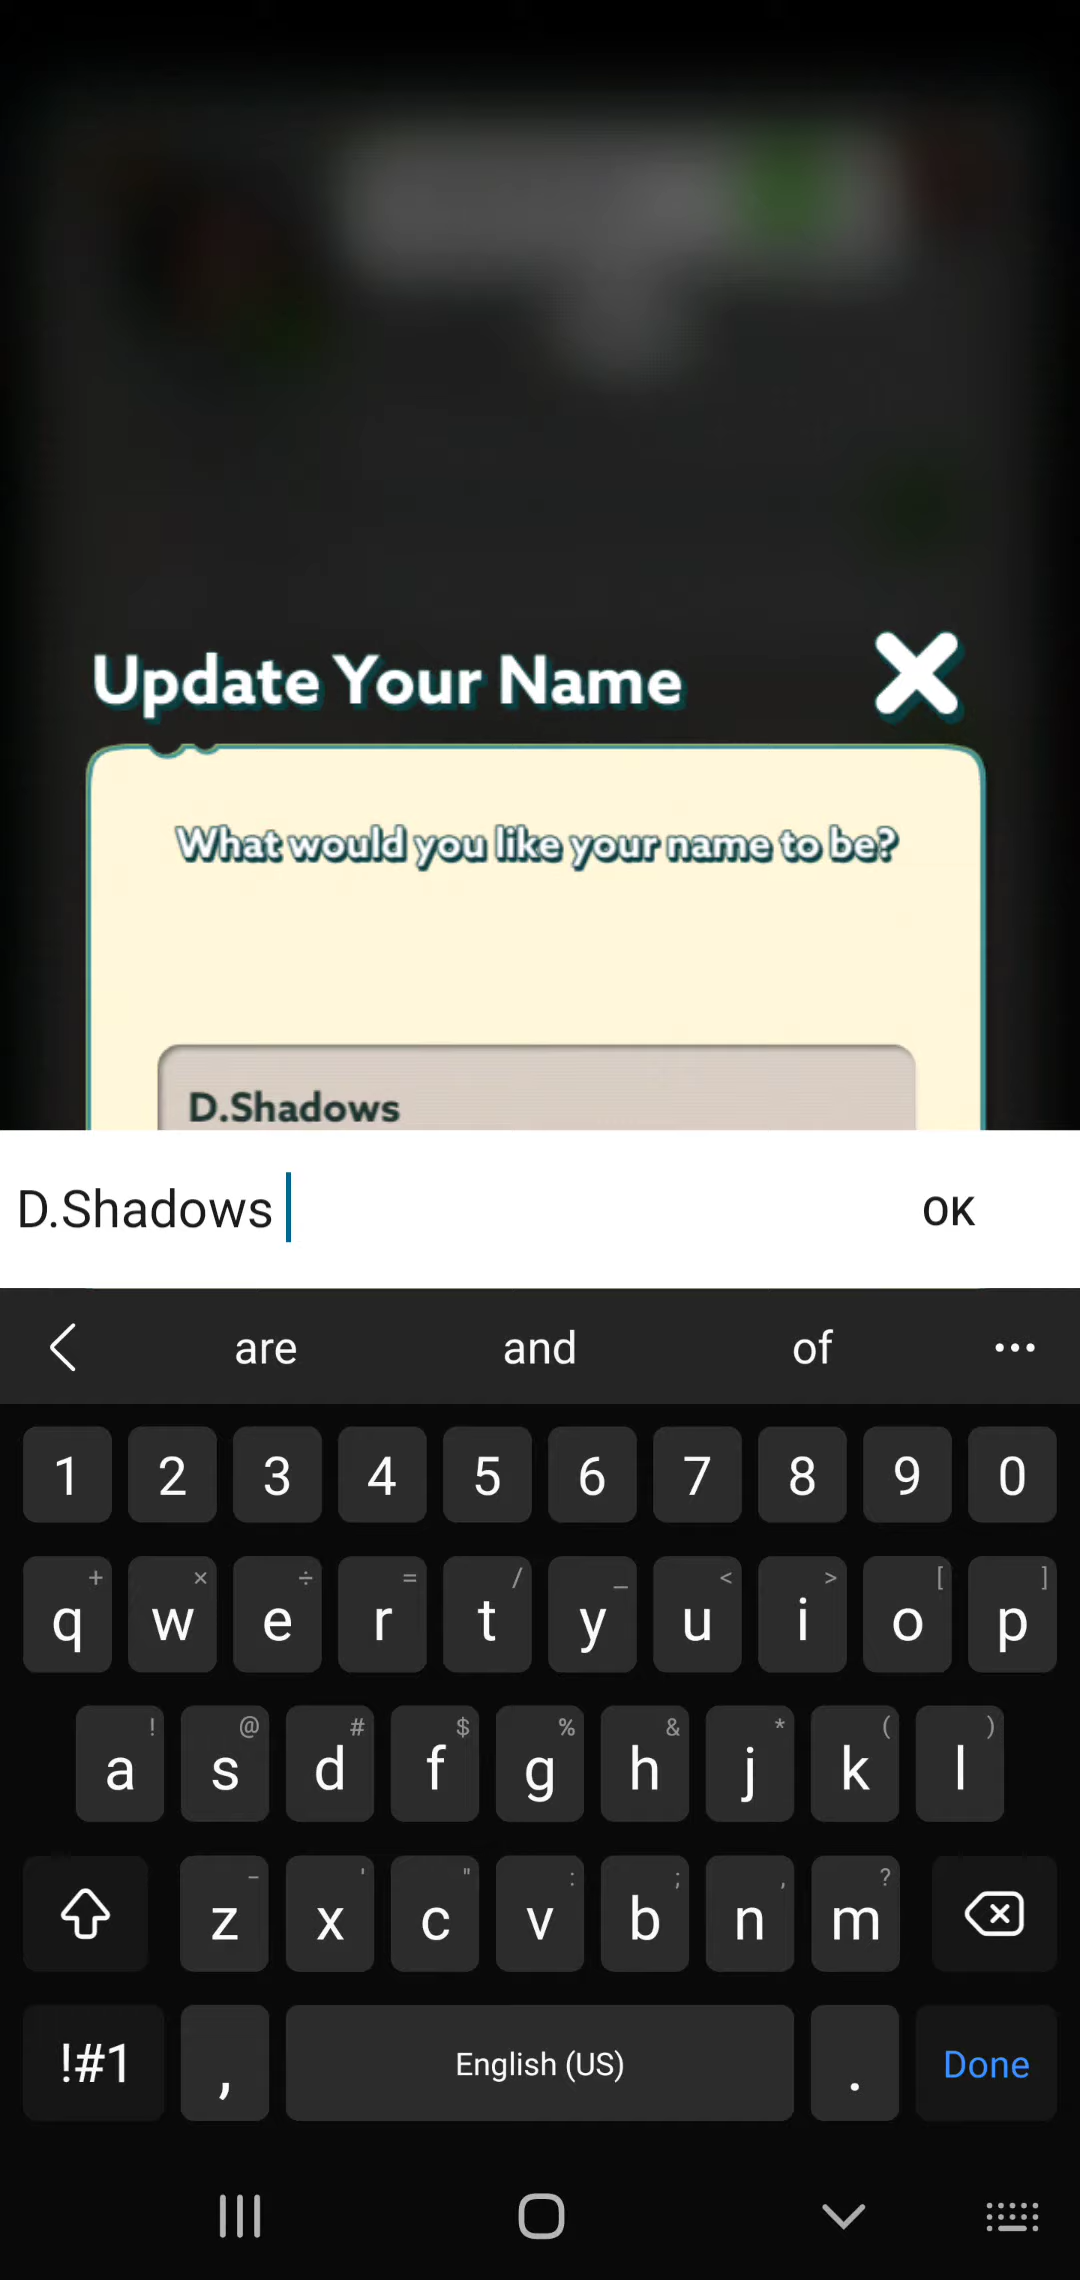 Update Your Name
What would you like your name to be?
D.Shadows
D.Shadows
OK
are and of ...
1 2 3 4 5 6 7 8 9 0
+ × ÷ = / _ < > [ ]
q w e r t y u i o p
! @ # $ % & * ( )
a s d f g h j k l
- ' " : ; , ?
z x c v b n m
!#1 , English (US) . Done